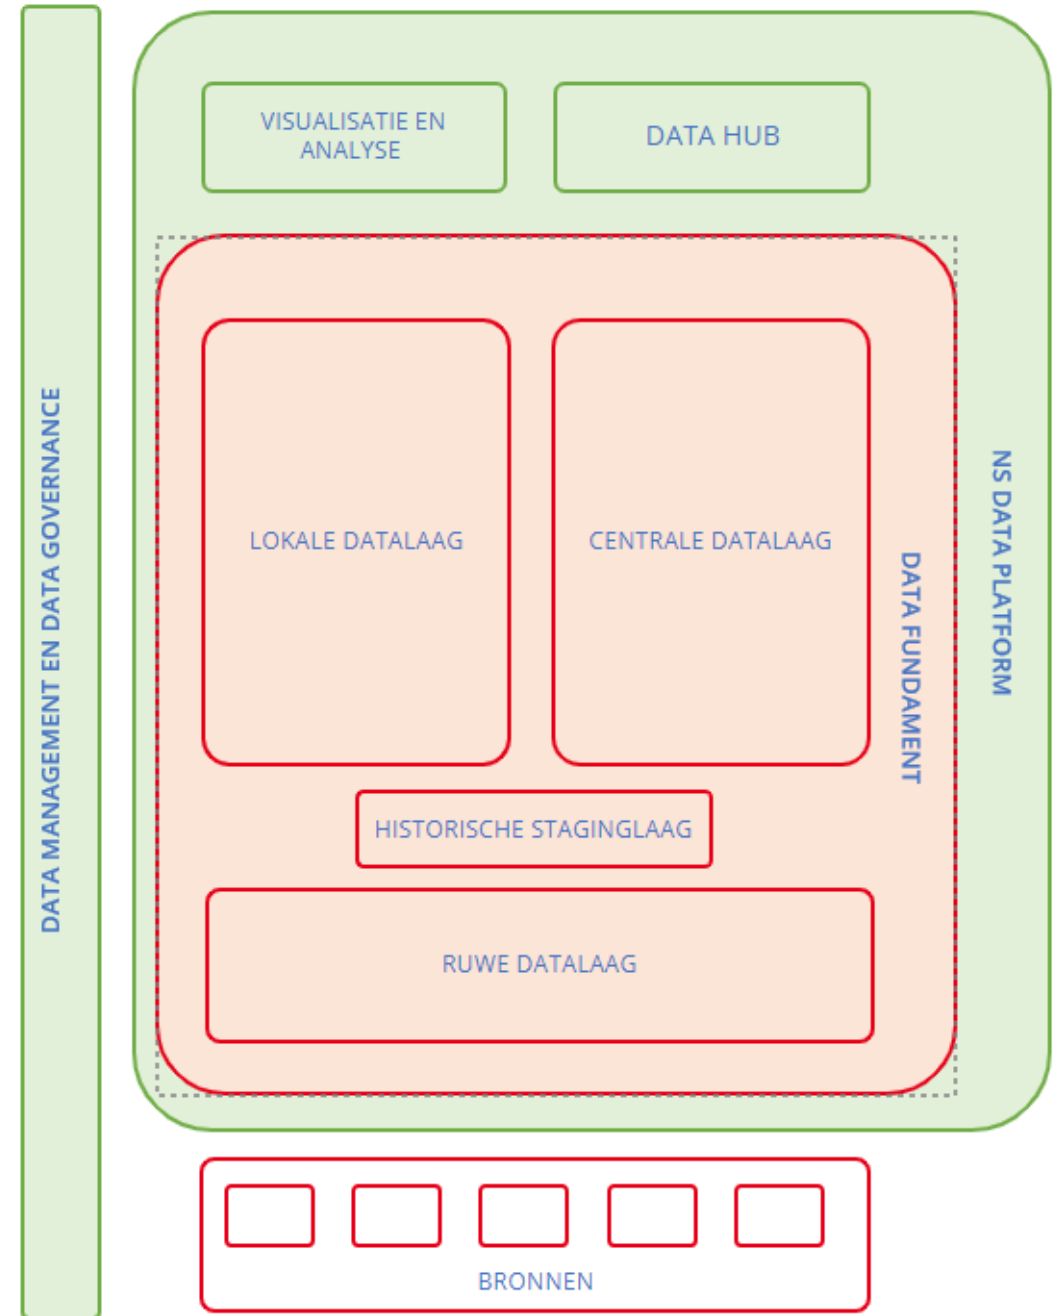 VISUALISATIE EN
ANALYSE
DATA HUB
LOKALE DATALAAG
CENTRALE DATALAAG
HISTORISCHE STAGINGLAAG
RUWE DATALAAG
DATA FUNDAMENT
NS DATA PLATFORM
DATA MANAGEMENT EN DATA GOVERNANCE
BRONNEN